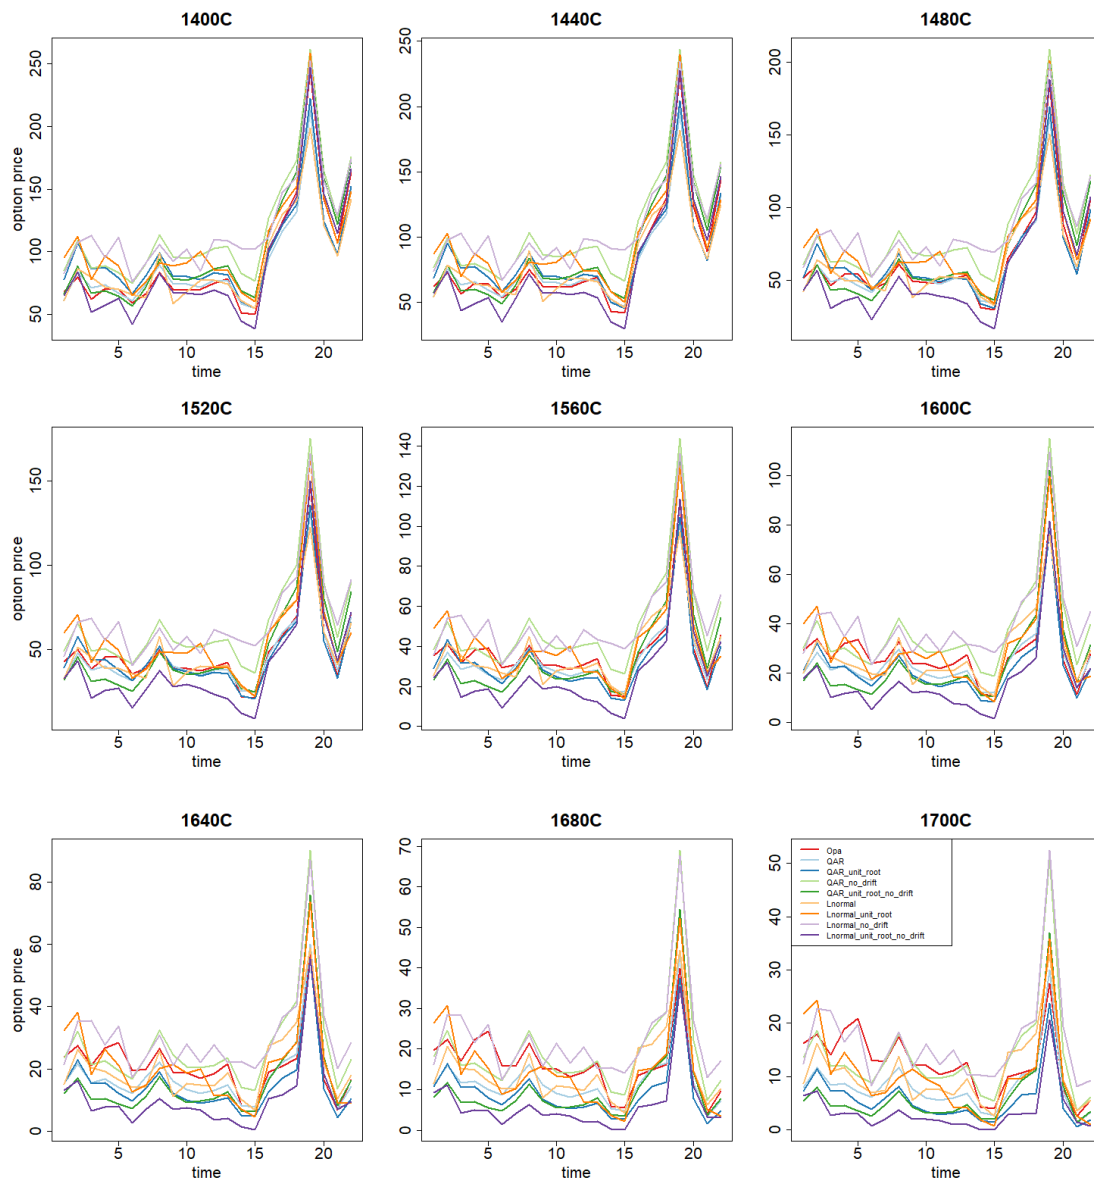 1400C
1440C
1480C
option price
250
200
150
100
50
5
10
15
20
time
250
200
150
100
50
5
10
15
20
time
200
150
100
50
5
10
15
20
time
1520C
1560C
1600C
option price
150
100
50
5
10
15
20
time
140
120
100
80
60
40
20
0
5
10
15
20
time
100
80
60
40
20
0
5
10
15
20
time
1640C
1680C
1700C
option price
80
60
40
20
0
5
10
15
20
time
70
60
50
40
30
20
10
0
5
10
15
20
time
50
40
30
20
10
0
Opa
QAR
QAR_unit_root
QAR_no_drift
QAR_unit_root_no_drift
Lnormal
Lnormal_unit_root
Lnormal_no_drift
Lnormal_unit_root_no_drift
5
10
15
20
time